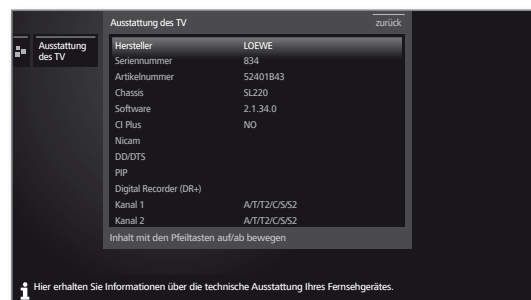 Ausstattung des TV zurück
Ausstattung
des TV
Hersteller LOEWE
Seriennummer 834
Artikelnummer 52401B43
Chassis SL220
Software 2.1.34.0
CI Plus NO
Nicam
DD/DTS
PIP
Digital Recorder (DR+)
Kanal 1 A/T/T2/C/S/S2
Kanal 2 A/T/T2/C/S/S2
Inhalt mit den Pfeiltasten auf/ab bewegen
Hier erhalten Sie Informationen über die technische Ausstattung Ihres Fernsehgerätes.